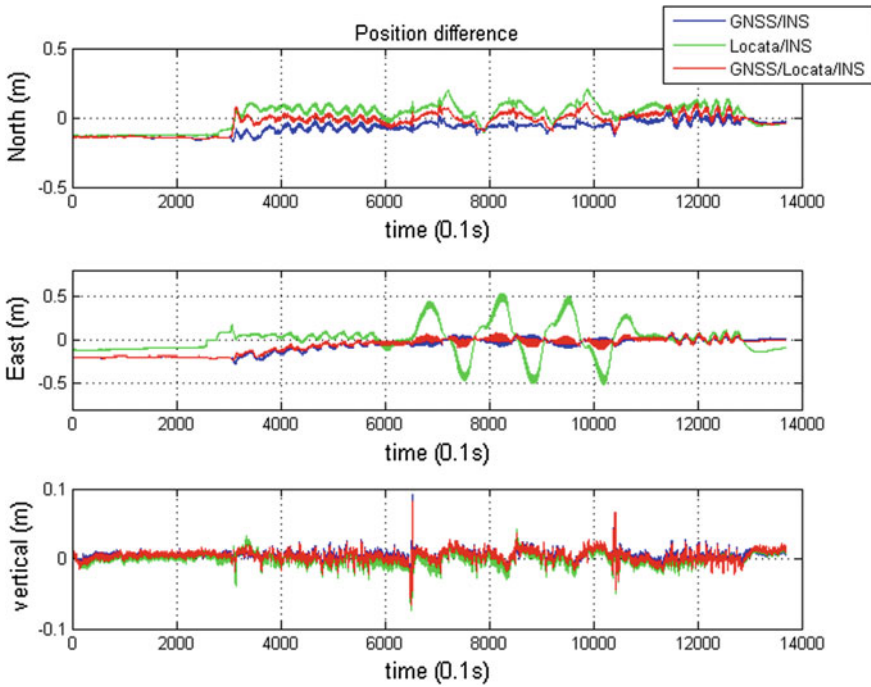 Position difference
GNSS/INS
Locata/INS
GNSS/Locata/INS
North (m)
0.5
0
-0.5
0 2000 4000 6000 8000 10000 12000 14000
time (0.1s)
East (m)
0.5
0
-0.5
0 2000 4000 6000 8000 10000 12000 14000
time (0.1s)
vertical (m)
0.1
0
-0.1
0 2000 4000 6000 8000 10000 12000 14000
time (0.1s)